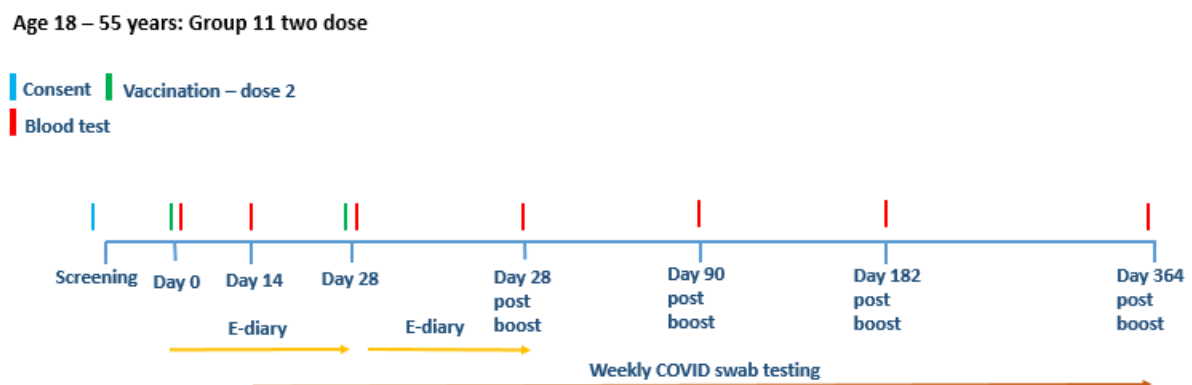 Age 18 – 55 years: Group 11 two dose
Consent
Vaccination – dose 2
Blood test
Screening
Day 0
Day 14
Day 28
Day 28
post
boost
Day 90
post
boost
Day 182
post
boost
Day 364
post
boost
E-diary
E-diary
Weekly COVID swab testing